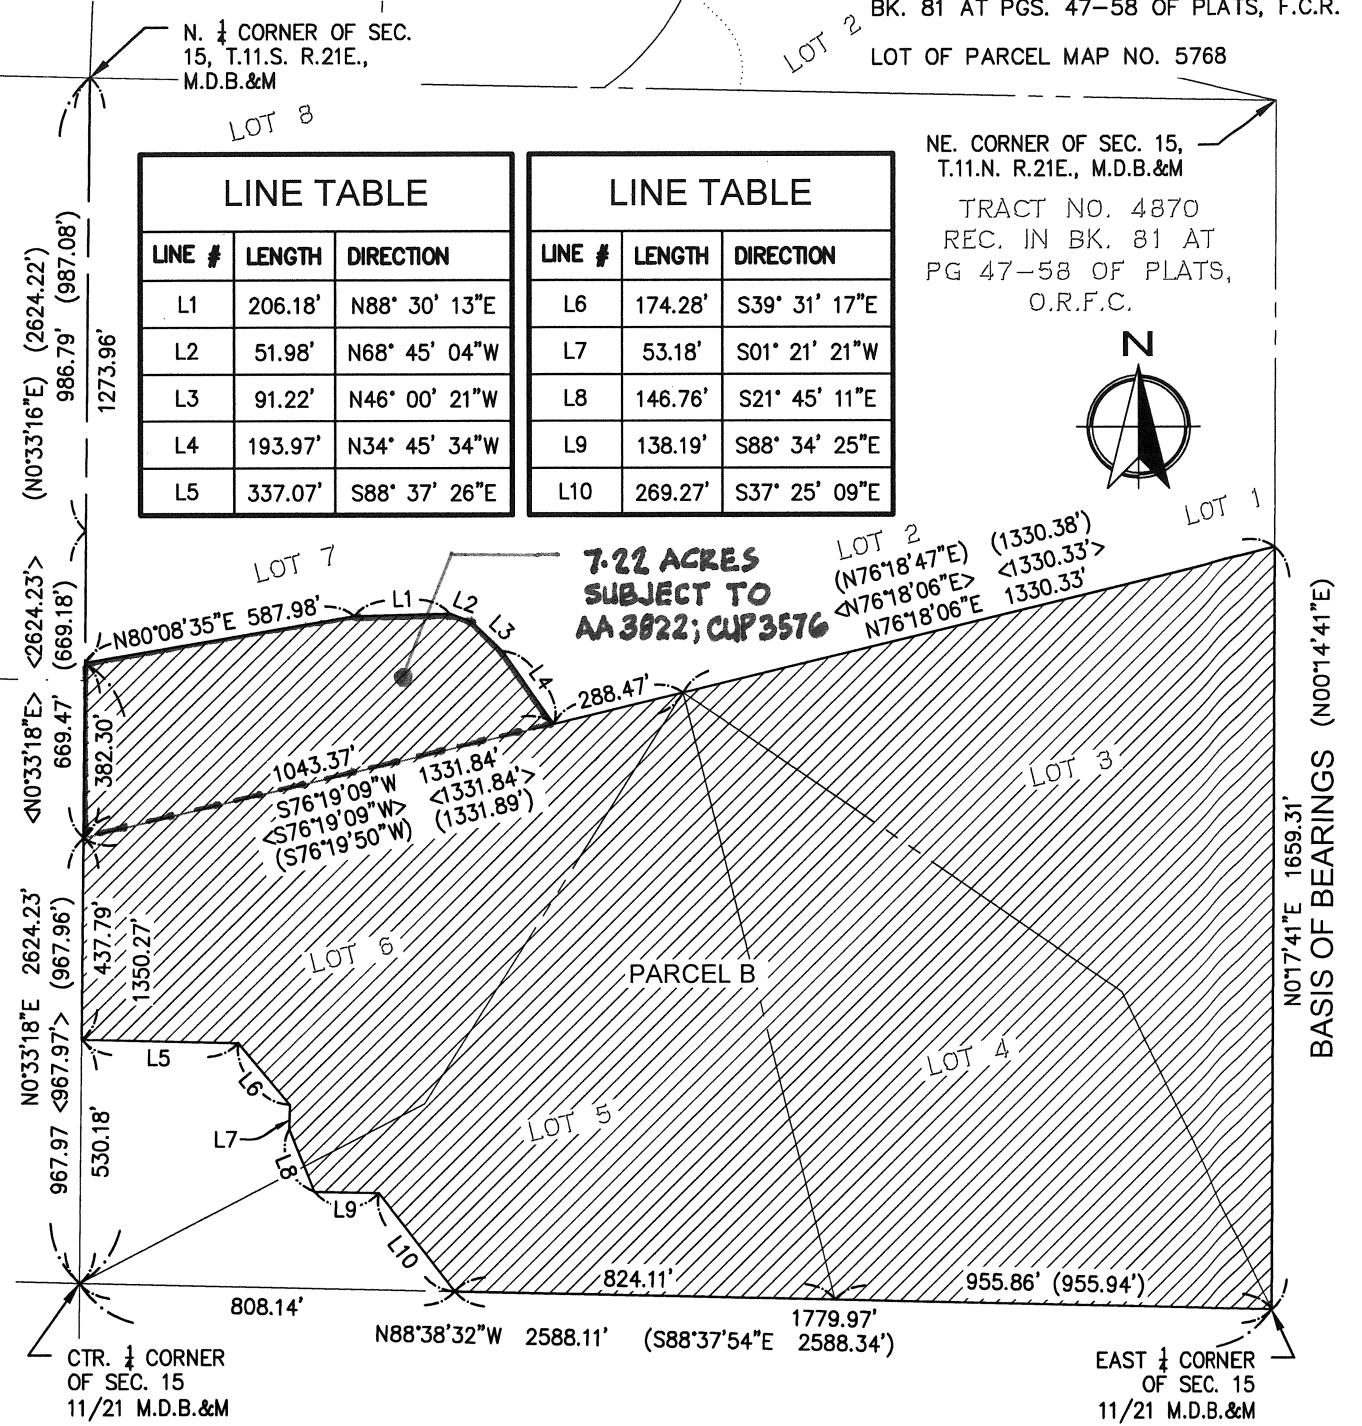 BK. 81 AT PGS. 47-58 OF PLATS, F.C.R.
LOT 2
LOT OF PARCEL MAP NO. 5768
N. ¼ CORNER OF SEC.
15, T.11.S. R.21E.,
M.D.B.&M
LOT 8
NE. CORNER OF SEC. 15,
T.11.N. R.21E., M.D.B.&M
TRACT NO. 4870
REC. IN BK. 81 AT
PG 47-58 OF PLATS,
O.R.F.C.
N
LINE TABLE
LINE # LENGTH DIRECTION
L1 206.18' N88° 30' 13"E
L2 51.98' N68° 45' 04"W
L3 91.22' N46° 00' 21"W
L4 193.97' N34° 45' 34"W
L5 337.07' S88° 37' 26"E
LINE TABLE
LINE # LENGTH DIRECTION
L6 174.28' S39° 31' 17"E
L7 53.18' S01° 21' 21"W
L8 146.76' S21° 45' 11"E
L9 138.19' S88° 34' 25"E
L10 269.27' S37° 25' 09"E
(N0°33'16"E) (2624.22')
986.79' (987.08')
1273.96'
LOT 1
LOT 2
(N76°18'47"E) (1330.38')
<N76°18'06"E> <1330.33'>
N76°18'06"E 1330.33'
LOT 7
7.22 ACRES
SUBJECT TO
AA3822; CUP3576
N80°08'35"E 587.98'
L1
L2
L3
L4
288.47'
<N0°33'18"E> <2624.23'>
669.47' (669.18')
382.30'
1043.37'
S76°19'09"W 1331.84'
<S76°19'09"W> <1331.84'>
(S76°19'50"W) (1331.89')
LOT 3
N0°17'41"E 1659.31'
BASIS OF BEARINGS (N00°14'41"E)
N0°33'18"E 2624.23'
967.97 <967.97'> (967.96')
437.79'
1350.27'
530.18'
LOT 6
PARCEL B
LOT 4
LOT 5
L5
L6
L7
L8
L9
L10
808.14'
824.11'
955.86' (955.94')
1779.97'
N88°38'32"W 2588.11' (S88°37'54"E 2588.34')
CTR. ¼ CORNER
OF SEC. 15
11/21 M.D.B.&M
EAST ¼ CORNER
OF SEC. 15
11/21 M.D.B.&M